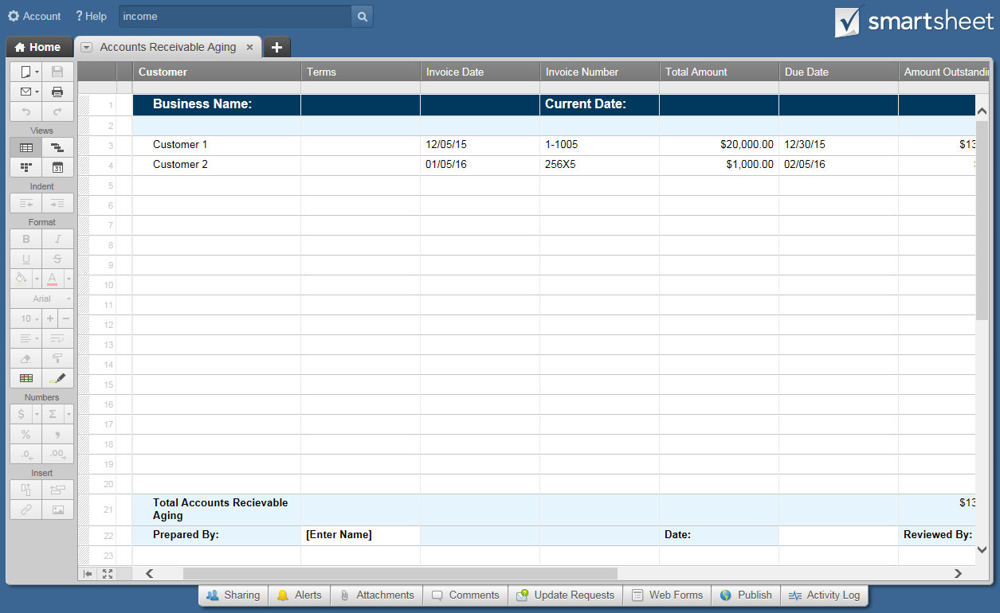 Account ? Help income
smartsheet
Home Accounts Receivable Aging × +
Customer Terms Invoice Date Invoice Number Total Amount Due Date Amount Outstandin
1 Business Name: Current Date:
2
3 Customer 1 12/05/15 1-1005 $20,000.00 12/30/15 $13
4 Customer 2 01/05/16 256X5 $1,000.00 02/05/16
5
6
7
8
9
10
11
12
13
14
15
16
17
18
19
20
21 Total Accounts Recievable $13
Aging
22 Prepared By: [Enter Name] Date: Reviewed By:
23
Views
31
Indent
Format
B I
U S
A
Arial
10 + −
Numbers
$ Σ
% ,
.0 .00
Insert
Sharing Alerts Attachments Comments Update Requests Web Forms Publish Activity Log